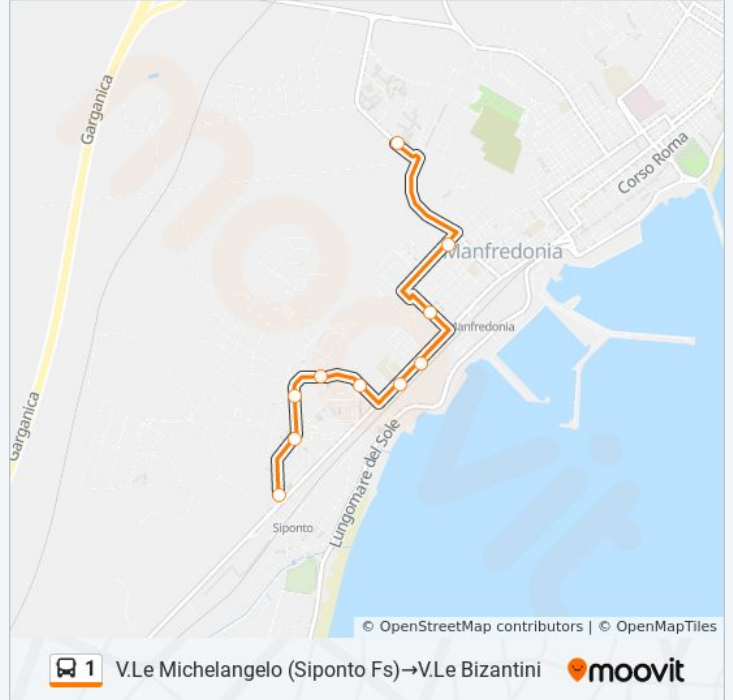 Garganica
Corso Roma
Manfredonia
Manfredonia
Garganica
Lungomare del Sole
Siponto
moovit
© OpenStreetMap contributors | © OpenMapTiles
1 V.Le Michelangelo (Siponto Fs)→V.Le Bizantini moovit